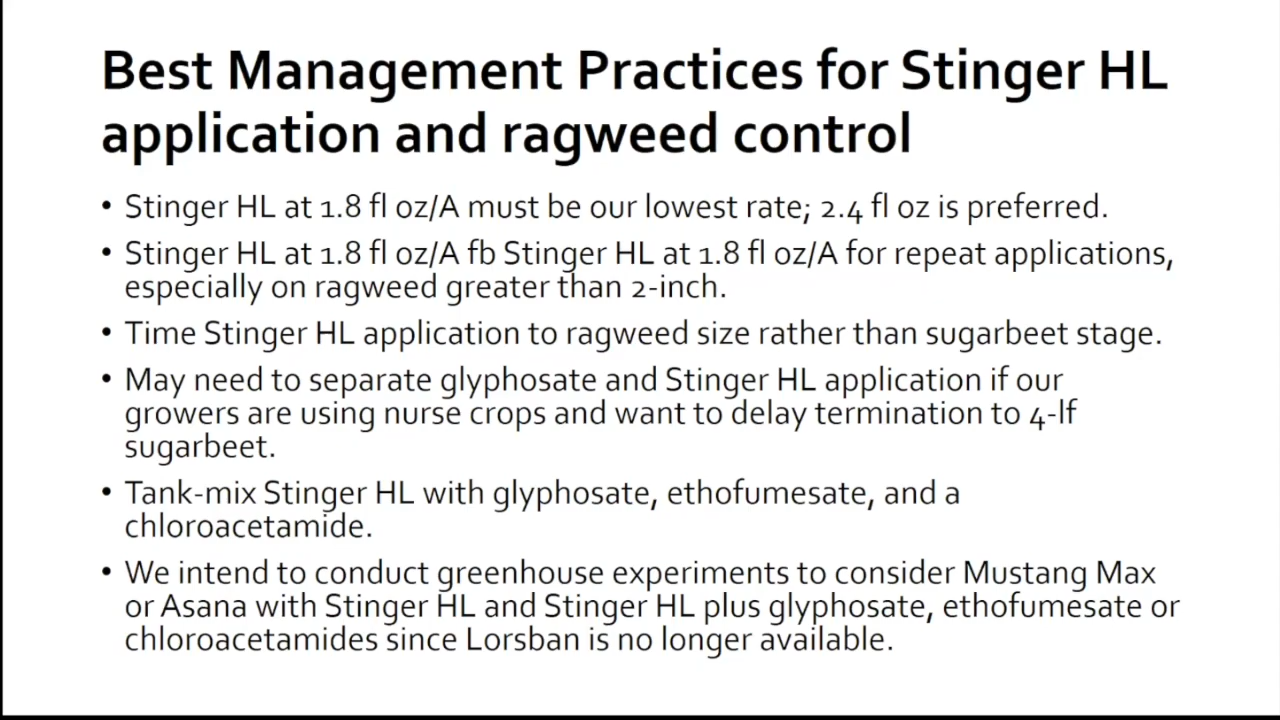 Best Management Practices for Stinger HL
application and ragweed control
• Stinger HL at 1.8 fl oz/A must be our lowest rate; 2.4 fl oz is preferred.
• Stinger HL at 1.8 fl oz/A fb Stinger HL at 1.8 fl oz/A for repeat applications,
especially on ragweed greater than 2-inch.
• Time Stinger HL application to ragweed size rather than sugarbeet stage.
• May need to separate glyphosate and Stinger HL application if our
growers are using nurse crops and want to delay termination to 4-lf
sugarbeet.
• Tank-mix Stinger HL with glyphosate, ethofumesate, and a
chloroacetamide.
• We intend to conduct greenhouse experiments to consider Mustang Max
or Asana with Stinger HL and Stinger HL plus glyphosate, ethofumesate or
chloroacetamides since Lorsban is no longer available.